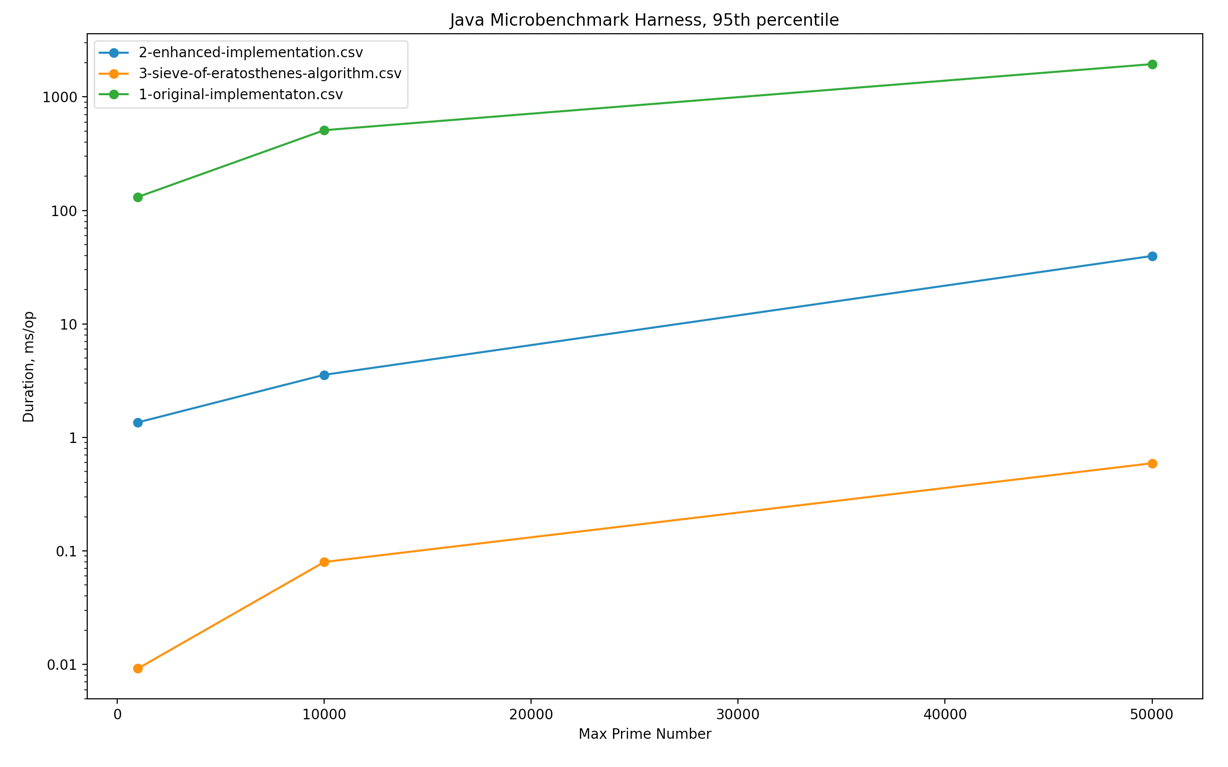 Java Microbenchmark Harness, 95th percentile
2-enhanced-implementation.csv
3-sieve-of-eratosthenes-algorithm.csv
1-original-implementaton.csv
1000
100
10
1
0.1
0.01
Duration, ms/op
0 10000 20000 30000 40000 50000
Max Prime Number